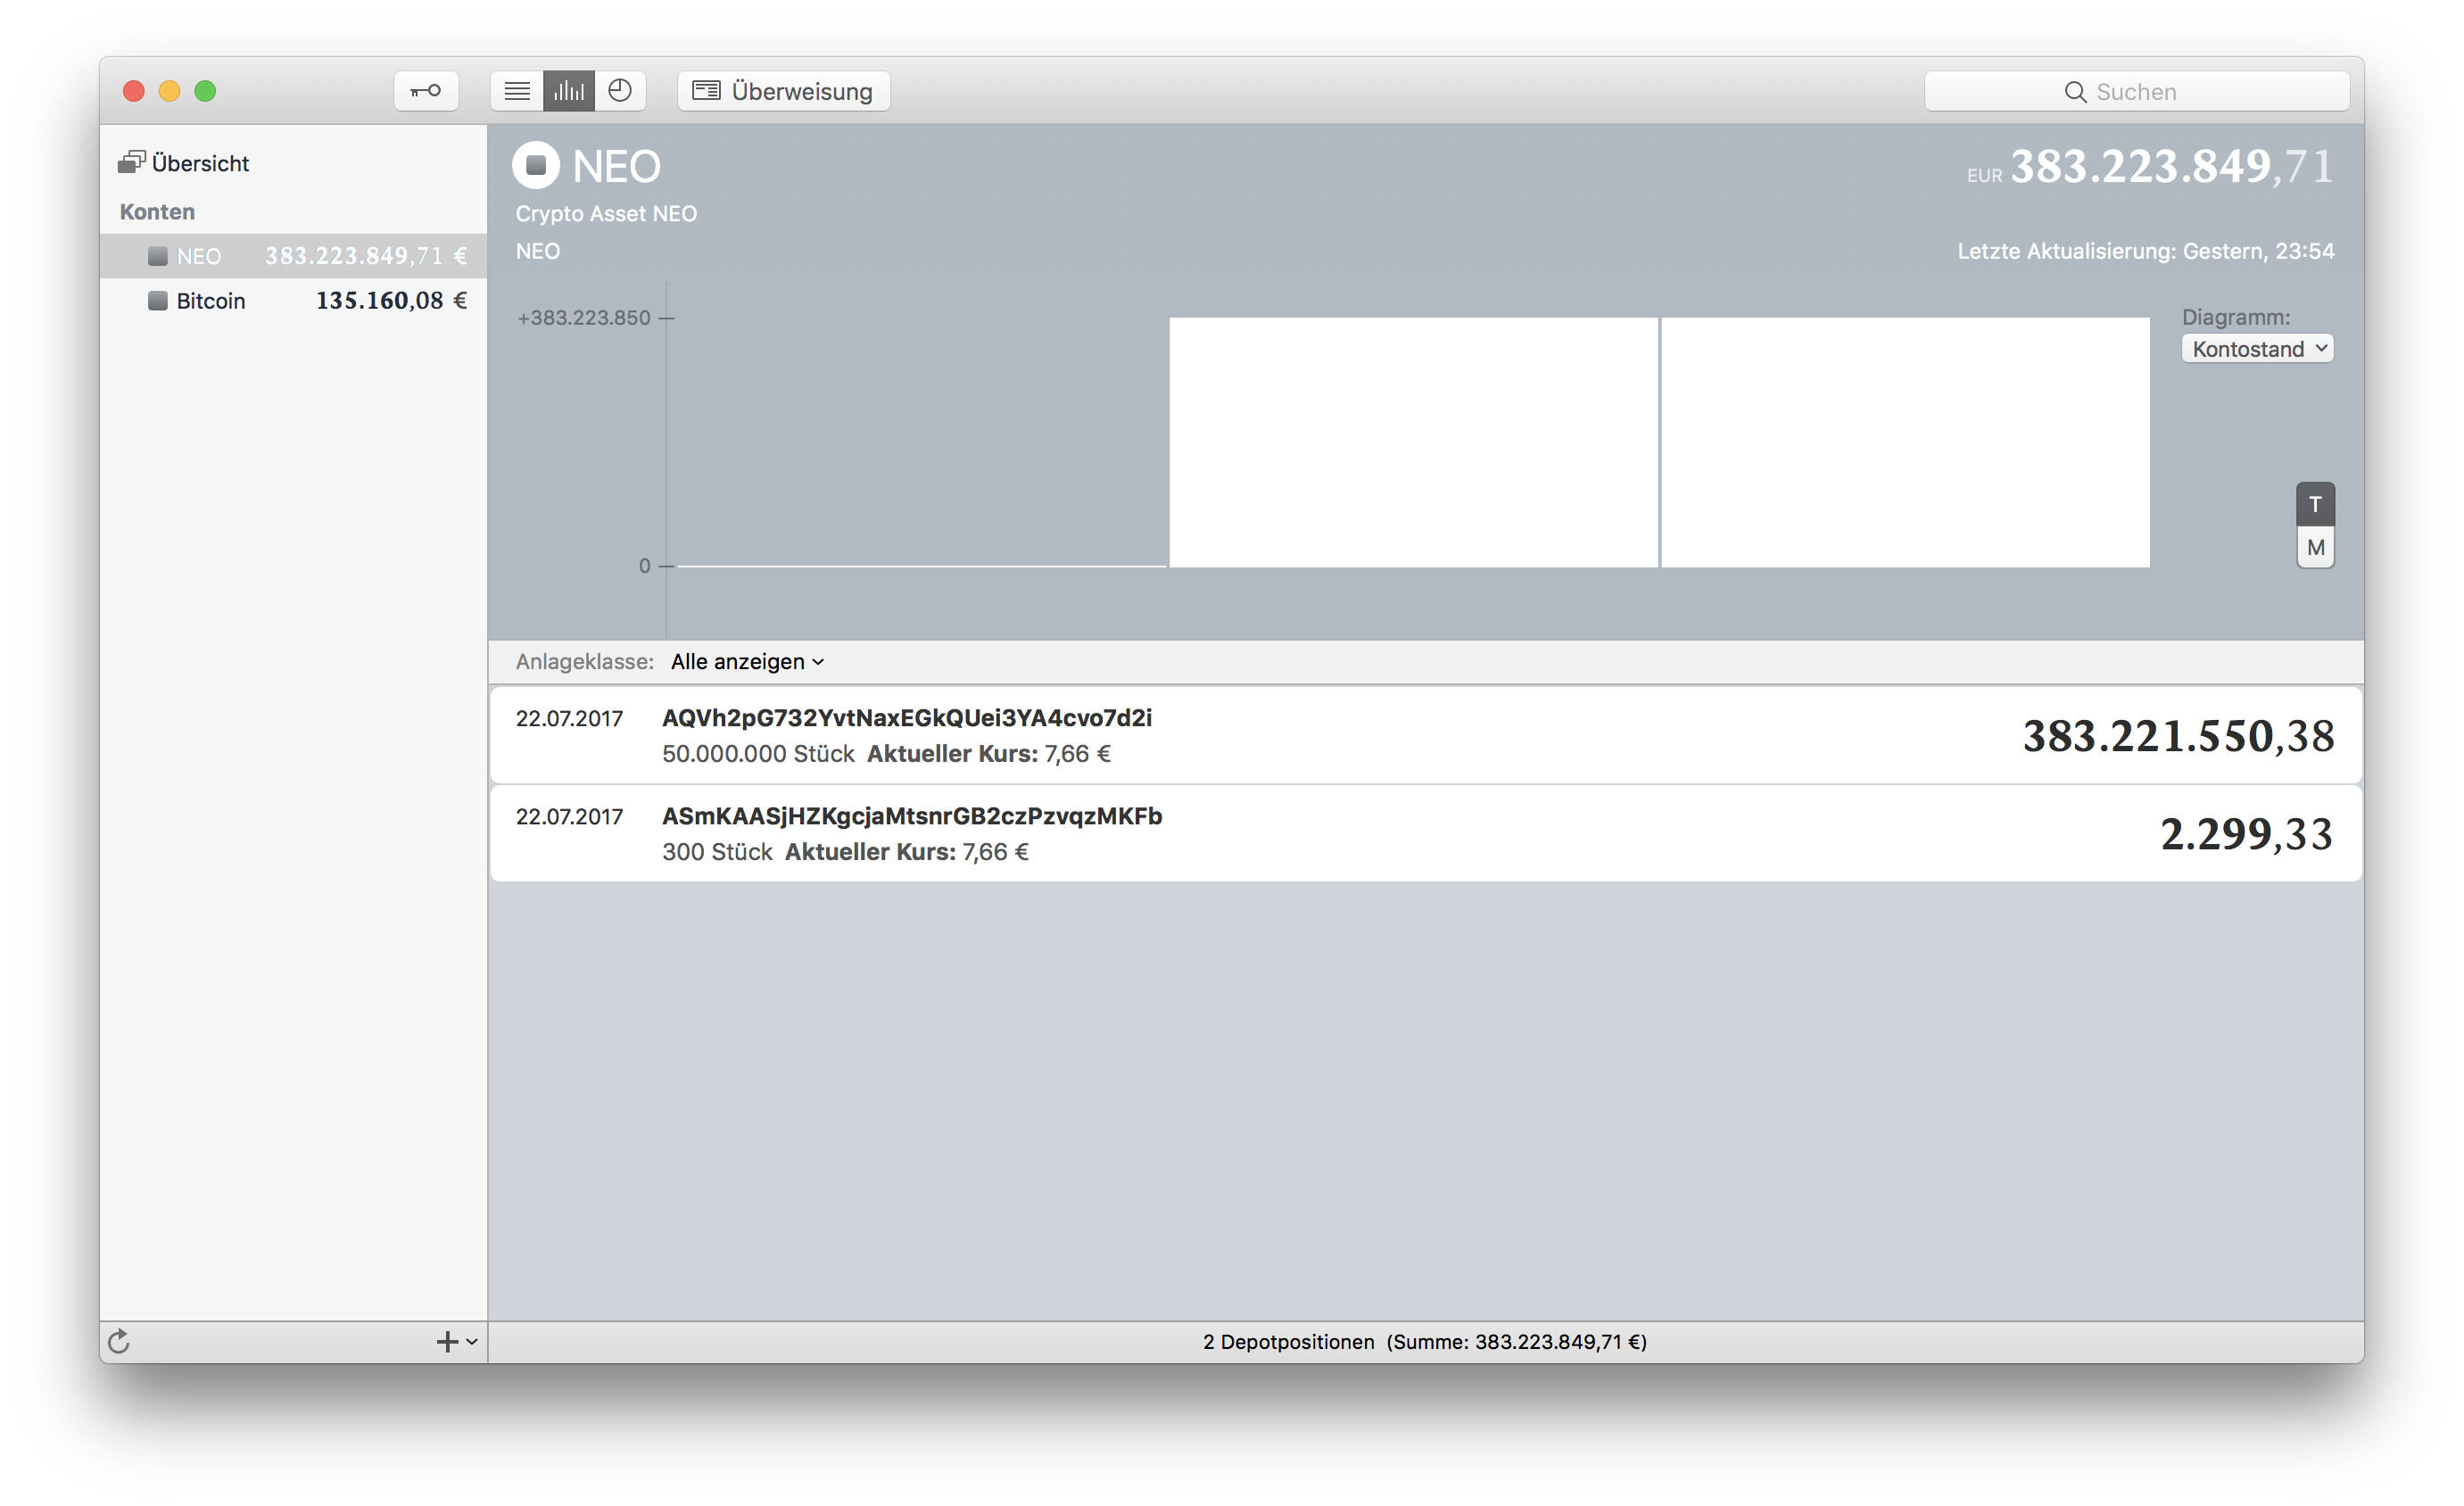 Überweisung
Suchen
Übersicht
Konten
NEO 383.223.849,71 €
Bitcoin 135.160,08 €
NEO
EUR 383.223.849,71
Crypto Asset NEO
NEO
Letzte Aktualisierung: Gestern, 23:54
+383.223.850
0
Diagramm:
Kontostand
T
M
Anlageklasse: Alle anzeigen
22.07.2017 AQVh2pG732YvtNaxEGkQUei3YA4cvo7d2i
50.000.000 Stück Aktueller Kurs: 7,66 €
383.221.550,38
22.07.2017 ASmKAASjHZKgcjaMtsnrGB2czPzvqzMKFb
300 Stück Aktueller Kurs: 7,66 €
2.299,33
2 Depotpositionen (Summe: 383.223.849,71 €)